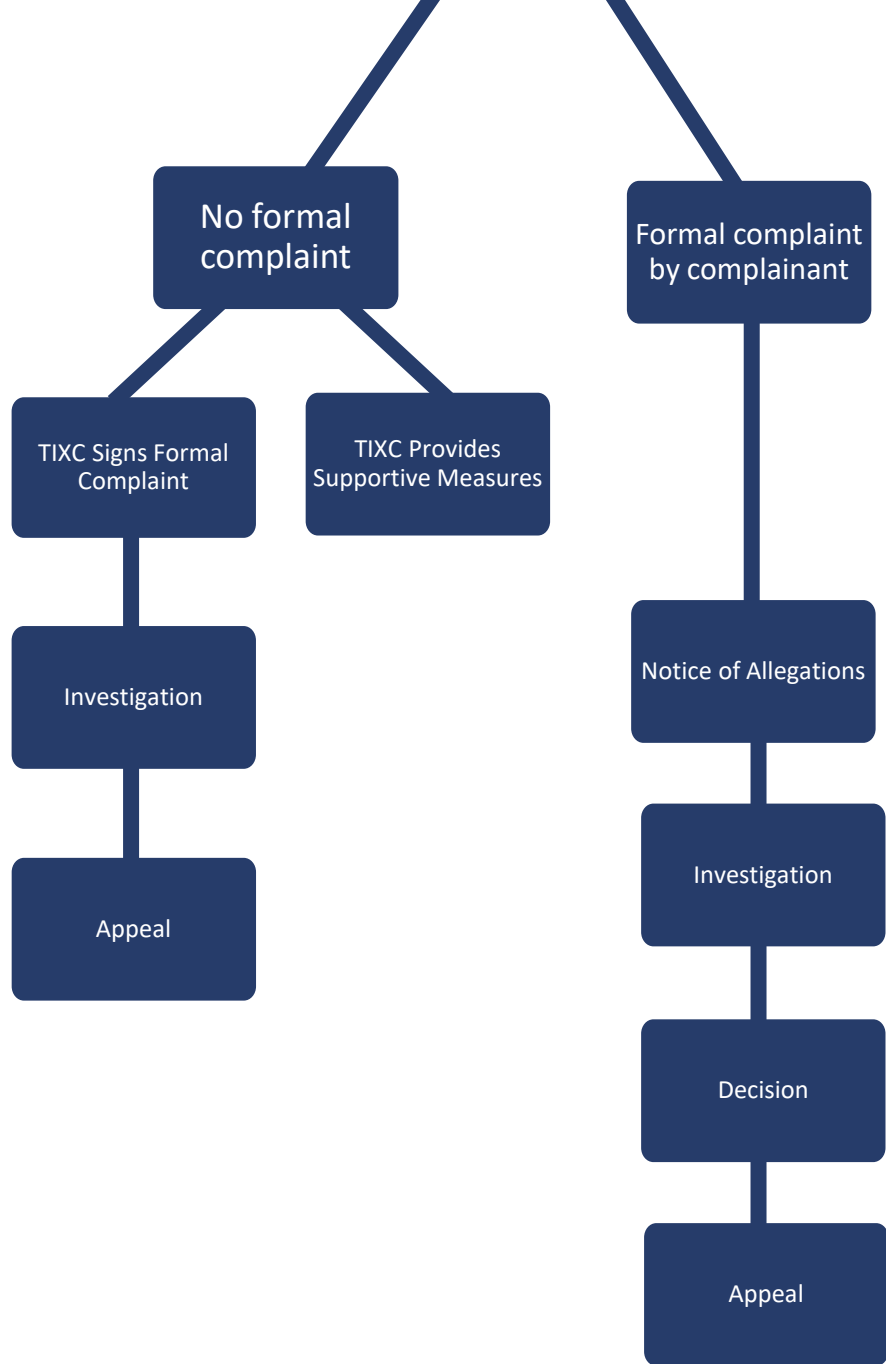 No formal
complaint
Formal complaint
by complainant
TIXC Signs Formal
Complaint
TIXC Provides
Supportive Measures
Investigation
Notice of Allegations
Investigation
Appeal
Decision
Appeal